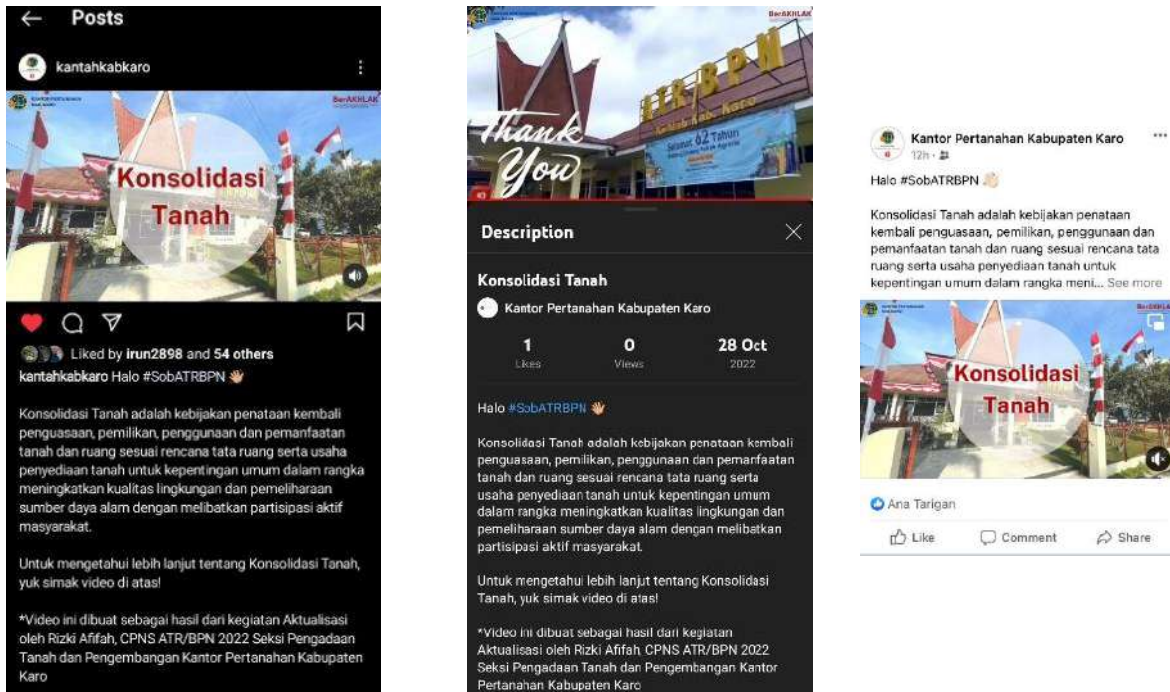 Posts
kantahkabkaro
BerAKHLAK
Konsolidasi
Tanah
Liked by irun2898 and 54 others
kantahkabkaro Halo #SobATRBPN
Konsolidasi Tanah adalah kebijakan penataan kembali
penguasaan, pemilikan, penggunaan dan pemanfaatan
tanah dan ruang sesuai rencana tata ruang serta usaha
penyediaan tanah untuk kepentingan umum dalam rangka
meningkatkan kualitas lingkungan dan pemeliharaan
sumber daya alam dengan melibatkan partisipasi aktif
masyarakat.
Untuk mengetahui lebih lanjut tentang Konsolidasi Tanah,
yuk simak video di atas!
*Video ini dibuat sebagai hasil dari kegiatan Aktualisasi
oleh Rizki Afifah, CPNS ATR/BPN 2022 Seksi Pengadaan
Tanah dan Pengembangan Kantor Pertanahan Kabupaten
Karo
BerAKHLAK
ATR/BPN
Kab. Karo
Thank
You
Selamat 62 Tahun
Description
Konsolidasi Tanah
Kantor Pertanahan Kabupaten Karo
1 0 28 Oct
Likes Views 2022
Halo #SobATRBPN
Konsolidasi Tanah adalah kebijakan penataan kembali
penguasaan, pemilikan, penggunaan dan pemanfaatan
tanah dan ruang sesuai rencana tata ruang serta
usaha penyediaan tanah untuk kepentingan umum
dalam rangka meningkatkan kualitas lingkungan dan
pemeliharaan sumber daya alam dengan melibatkan
partisipasi aktif masyarakat.
Untuk mengetahui lebih lanjut tentang Konsolidasi
Tanah, yuk simak video di atas!
*Video ini dibuat sebagai hasil dari kegiatan
Aktualisasi oleh Rizki Afifah, CPNS ATR/BPN 2022
Seksi Pengadaan Tanah dan Pengembangan Kantor
Pertanahan Kabupaten Karo
Kantor Pertanahan Kabupaten Karo
12h
Halo #SobATRBPN
Konsolidasi Tanah adalah kebijakan penataan
kembali penguasaan, pemilikan, penggunaan dan
pemanfaatan tanah dan ruang sesuai rencana tata
ruang serta usaha penyediaan tanah untuk
kepentingan umum dalam rangka meni... See more
Konsolidasi
Tanah
Ana Tarigan
Like Comment Share